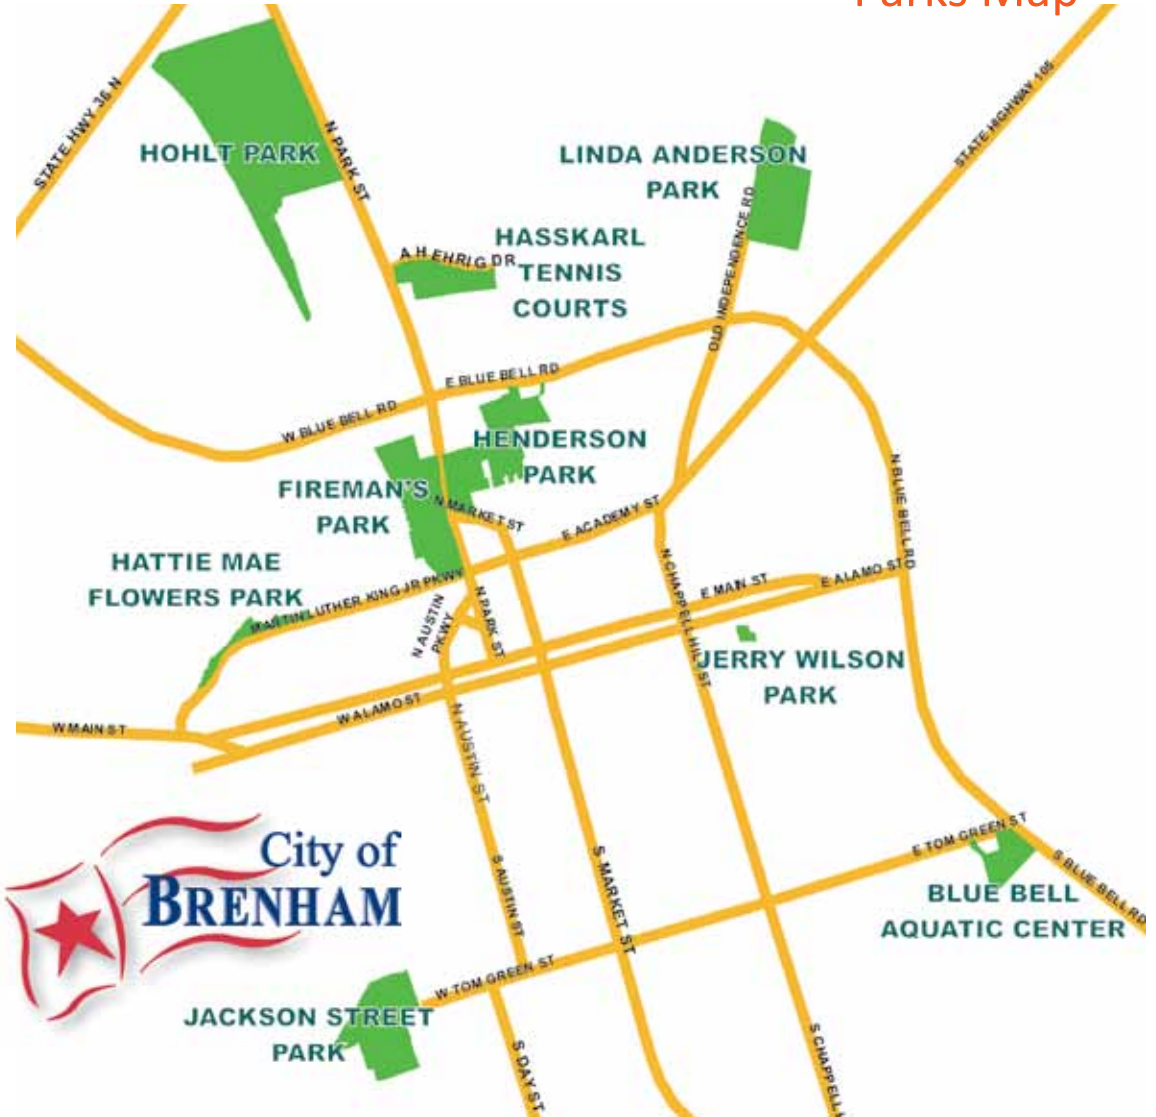 Parks Map
STATE HWY 36 N
N PARK ST
STATE HIGHWAY 105
HOHLT PARK
LINDA ANDERSON
PARK
OLD INDEPENDENCE RD
A H EHRIG DR
HASSKARL
TENNIS
COURTS
E BLUE BELL RD
W BLUE BELL RD
HENDERSON
PARK
N BLUE BELL RD
FIREMAN'S
PARK
N MARKET ST
E ACADEMY ST
HATTIE MAE
FLOWERS PARK
MARTIN LUTHER KING JR PKWY
N CHAPPELL HILL ST
E MAIN ST
E ALAMO ST
N AUSTIN
PKWY
N PARK ST
JERRY WILSON
PARK
W MAIN ST
W ALAMO ST
N AUSTIN ST
City of
BRENHAM
S AUSTIN ST
S MARKET ST
E TOM GREEN ST
S BLUE BELL RD
BLUE BELL
AQUATIC CENTER
W TOM GREEN ST
JACKSON STREET
PARK
S DAY ST
S CHAPPELL